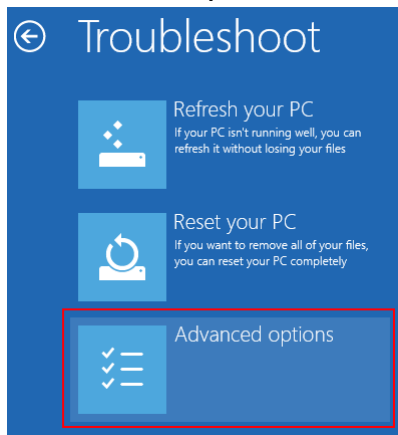 Troubleshoot
Refresh your PC
If your PC isn't running well, you can
refresh it without losing your files
Reset your PC
If you want to remove all of your files,
you can reset your PC completely
Advanced options